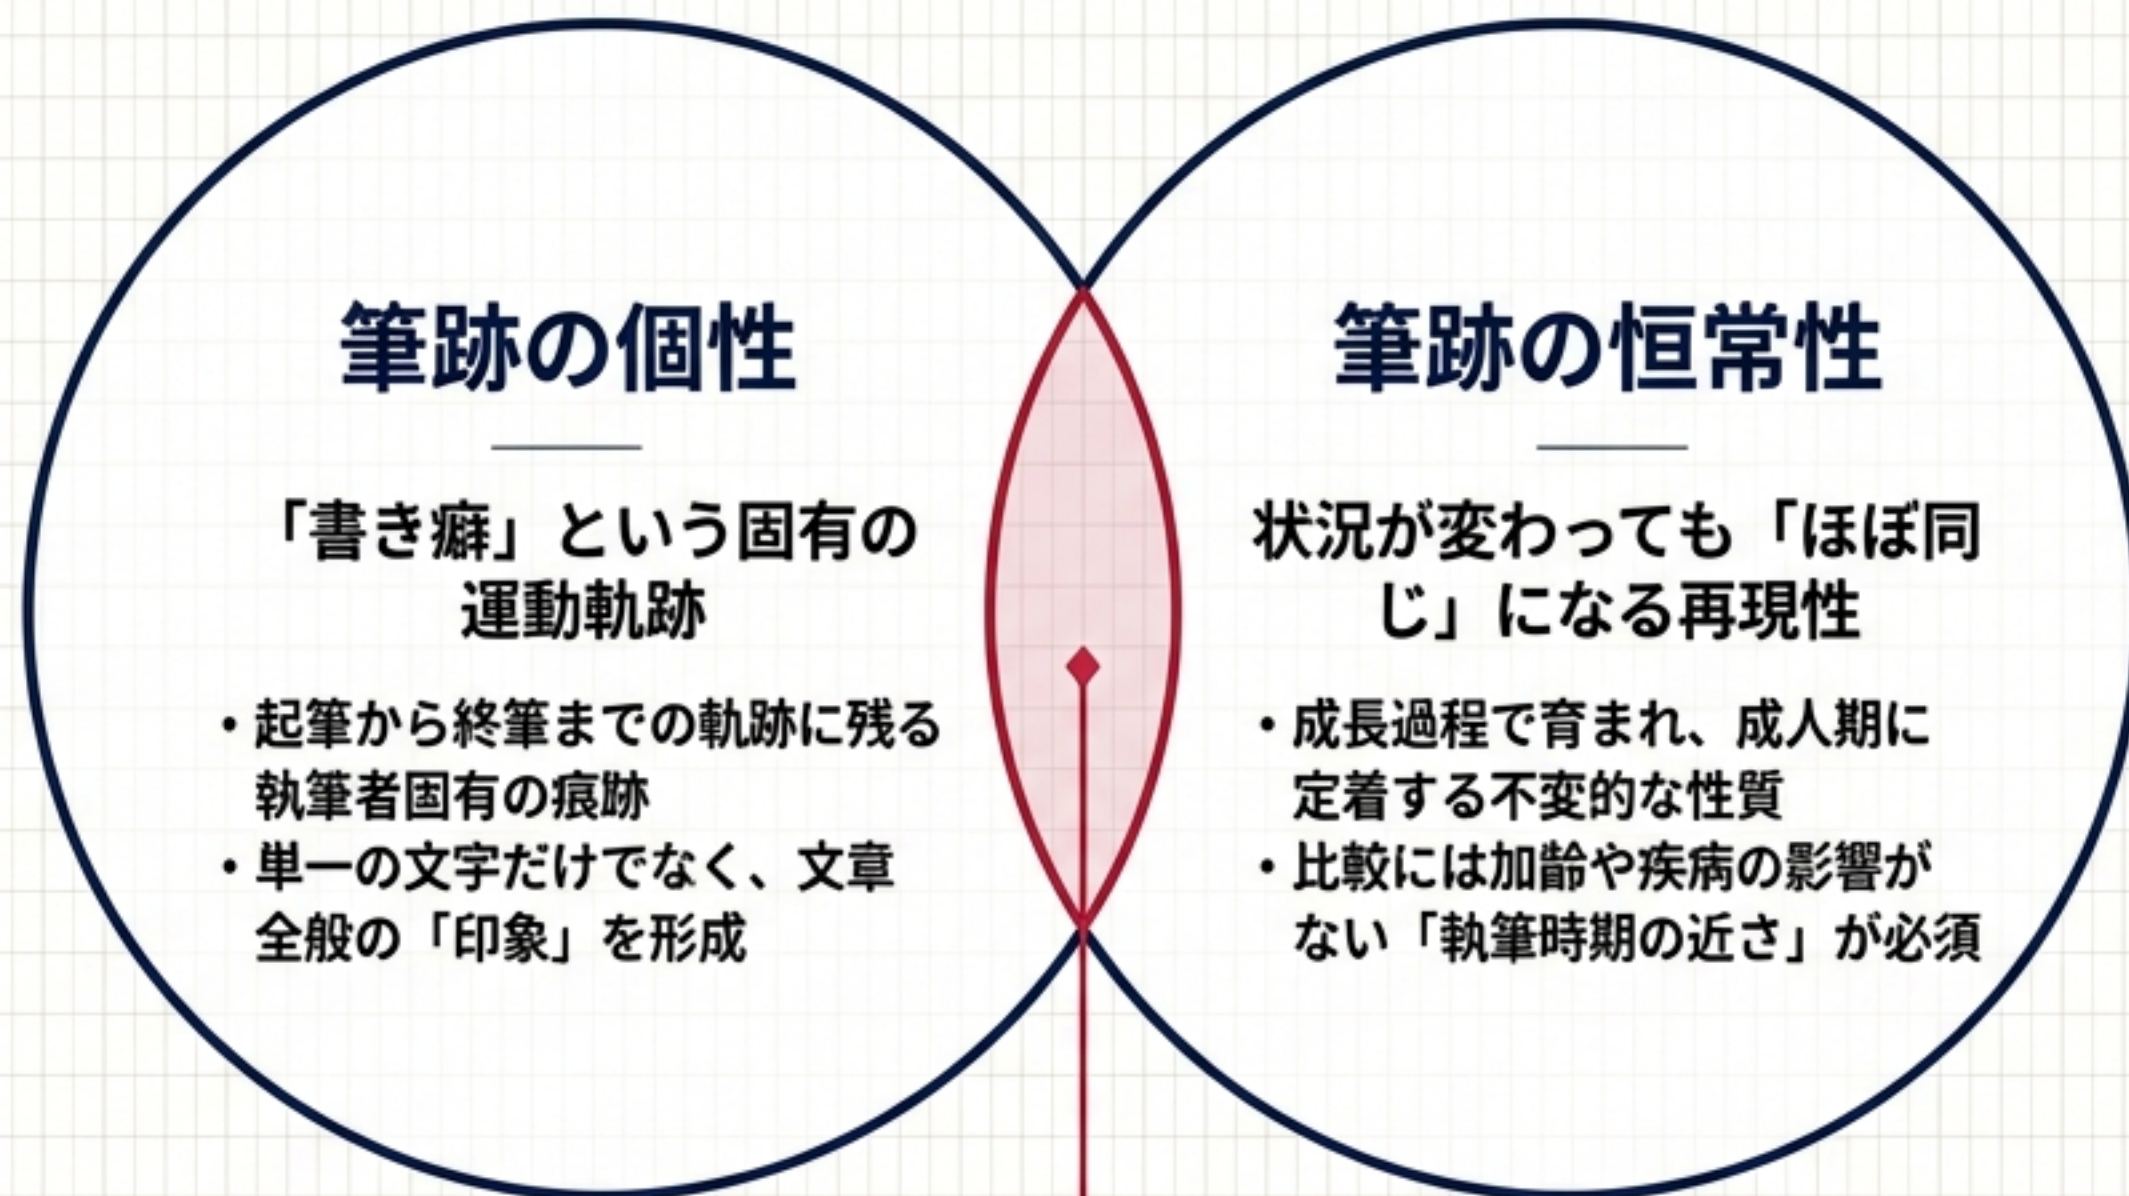 筆跡の個性
「書き癖」という固有の
運動軌跡
・起筆から終筆までの軌跡に残る
執筆者固有の痕跡
・単一の文字だけでなく、文章
全般の「印象」を形成
筆跡の恒常性
状況が変わっても「ほぼ同
じ」になる再現性
・成長過程で育まれ、成人期に
定着する不変的な性質
・比較には加齢や疾病の影響が
ない「執筆時期の近さ」が必須